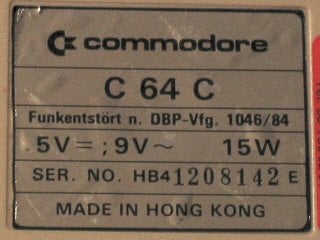 commodore
C 64 C
Funkentstört n. DBP-Vfg. 1046/84
5V⎓; 9V~ 15W
SER. NO. HB41208142 E
MADE IN HONG KONG